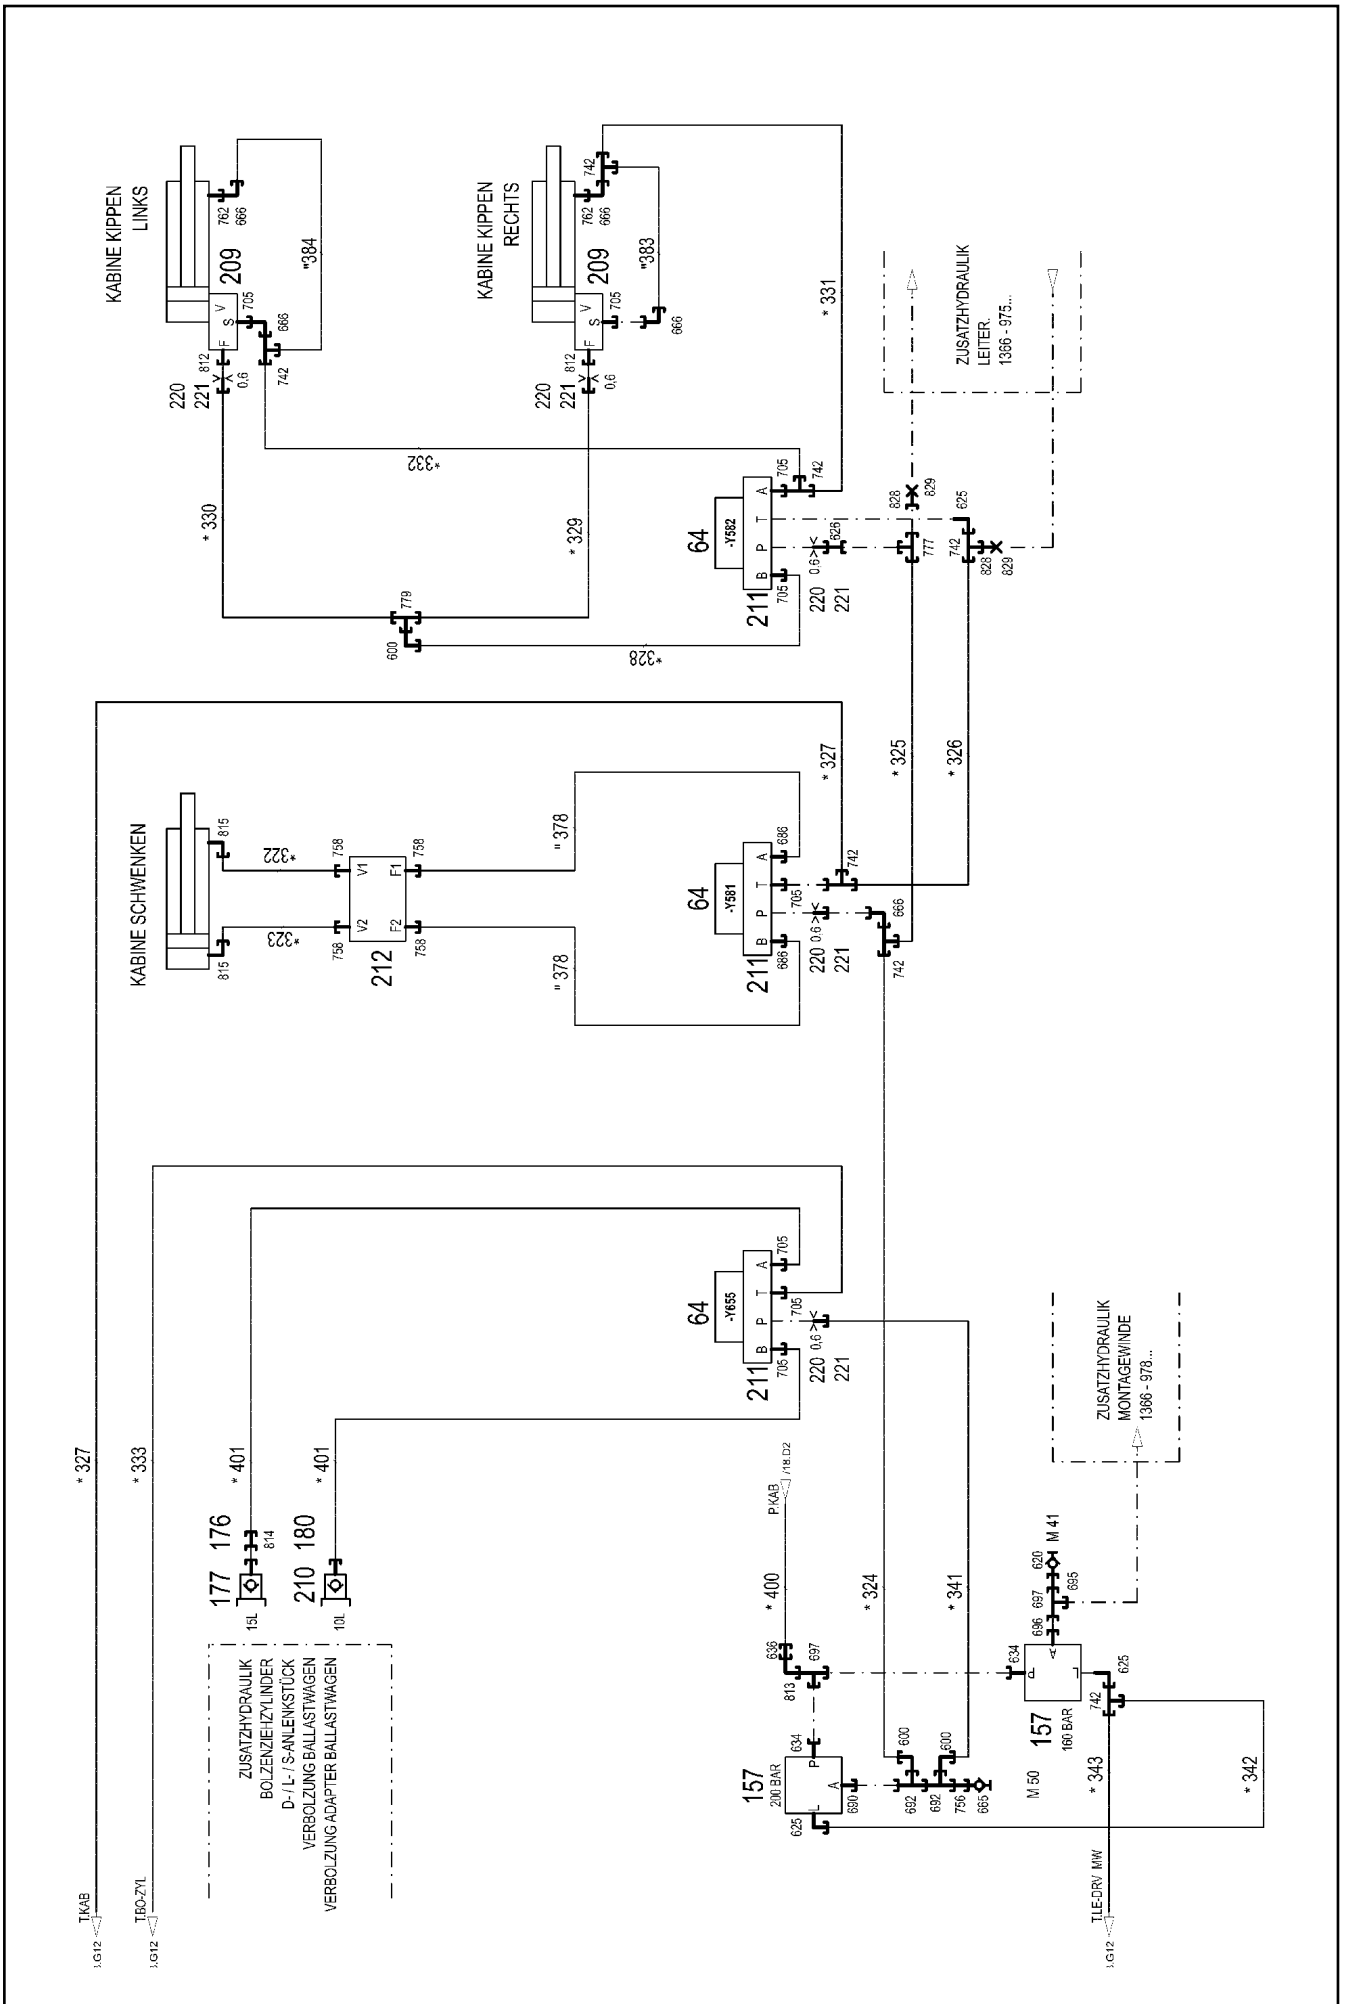 KABINE KIPPEN
LINKS
762
666
"384
209
V
S
F
705
666
742
812
0,6
220
221
* 330
*332
KABINE KIPPEN
RECHTS
742
762
666
"383
209
V
S
F
705
666
812
0,6
220
221
* 329
* 331
779
600
*328
64
-Y582
211
A
T
P
B
705
742
705
0.6
626
220
221
777
828
829
625
742
828
829
ZUSATZHYDRAULIK
LEITER.
1366 - 975...
KABINE SCHWENKEN
815
815
*322
*323
758
758
V1
V2
F1
F2
758
758
212
" 378
" 378
64
-Y581
211
A
T
P
B
686
705
686
0.6
220
221
742
666
742
* 327
* 325
* 326
* 327
* 333
* 401
* 401
177 176
814
15L
210 180
10L
64
-Y655
211
A
T
P
B
705
705
705
0,6
220
221
ZUSATZHYDRAULIK
BOLZENZIEHZYLINDER
D- / L- / S-ANLENKSTÜCK
VERBOLZUNG BALLASTWAGEN
VERBOLZUNG ADAPTER BALLASTWAGEN
P.KAB
/18.D2
* 400
* 324
* 341
636
697
813
634
157
200 BAR
P
A
L
625
690
692
692
600
600
756
665
M 50
634
157
160 BAR
P
A
L
696
697
620
695
M 41
625
742
* 343
* 342
ZUSATZHYDRAULIK
MONTAGEWINDE
1366 - 978...
T.KAB
.G12
T.BO-ZYL
.G12
T.LE-DRV MW
.G12